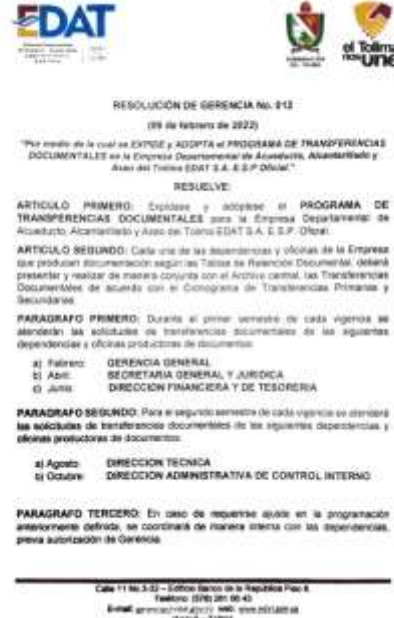 EDAT
GOBERNACIÓN
DEL TOLIMA
el Tolima
nos une
RESOLUCIÓN DE GERENCIA No. 012
(09 de febrero de 2022)
"Por medio de la cual se EXPIDE y ADOPTA el PROGRAMA DE TRANSFERENCIAS
DOCUMENTALES en la Empresa Departamental de Acueducto, Alcantarillado y
Aseo del Tolima EDAT S.A. E.S.P Oficial."
RESUELVE:
ARTICULO PRIMERO: Expídase y adóptese el PROGRAMA DE
TRANSFERENCIAS DOCUMENTALES para la Empresa Departamental de
Acueducto, Alcantarillado y Aseo del Tolima EDAT S.A. E.S.P. Oficial.
ARTICULO SEGUNDO: Cada una de las dependencias y oficinas de la Empresa
que producen documentación según las Tablas de Retención Documental, deberá
presentar y realizar de manera conjunta con el Archivo central, las Transferencias
Documentales de acuerdo con el Cronograma de Transferencias Primarias y
Secundarias.
PARAGRAFO PRIMERO: Durante el primer semestre de cada vigencia se
atenderán las solicitudes de transferencias documentales de las siguientes
dependencias y oficinas productoras de documentos:
a) Febrero: GERENCIA GENERAL
b) Abril: SECRETARIA GENERAL Y JURIDICA
c) Junio: DIRECCIÓN FINANCIERA Y DE TESORERIA
PARAGRAFO SEGUNDO: Para el segundo semestre de cada vigencia se atenderá
las solicitudes de transferencias documentales de las siguientes dependencias y
oficinas productoras de documentos:
a) Agosto: DIRECCION TECNICA
b) Octubre: DIRECCIÓN ADMINISTRATIVA DE CONTROL INTERNO
PARAGRAFO TERCERO: En caso de requerirse ajuste en la programación
anteriormente definida, se coordinará de manera interna con las dependencias,
previa autorización de Gerencia.
Calle 11 No.3-32 – Edificio Banco de la República Piso 8.